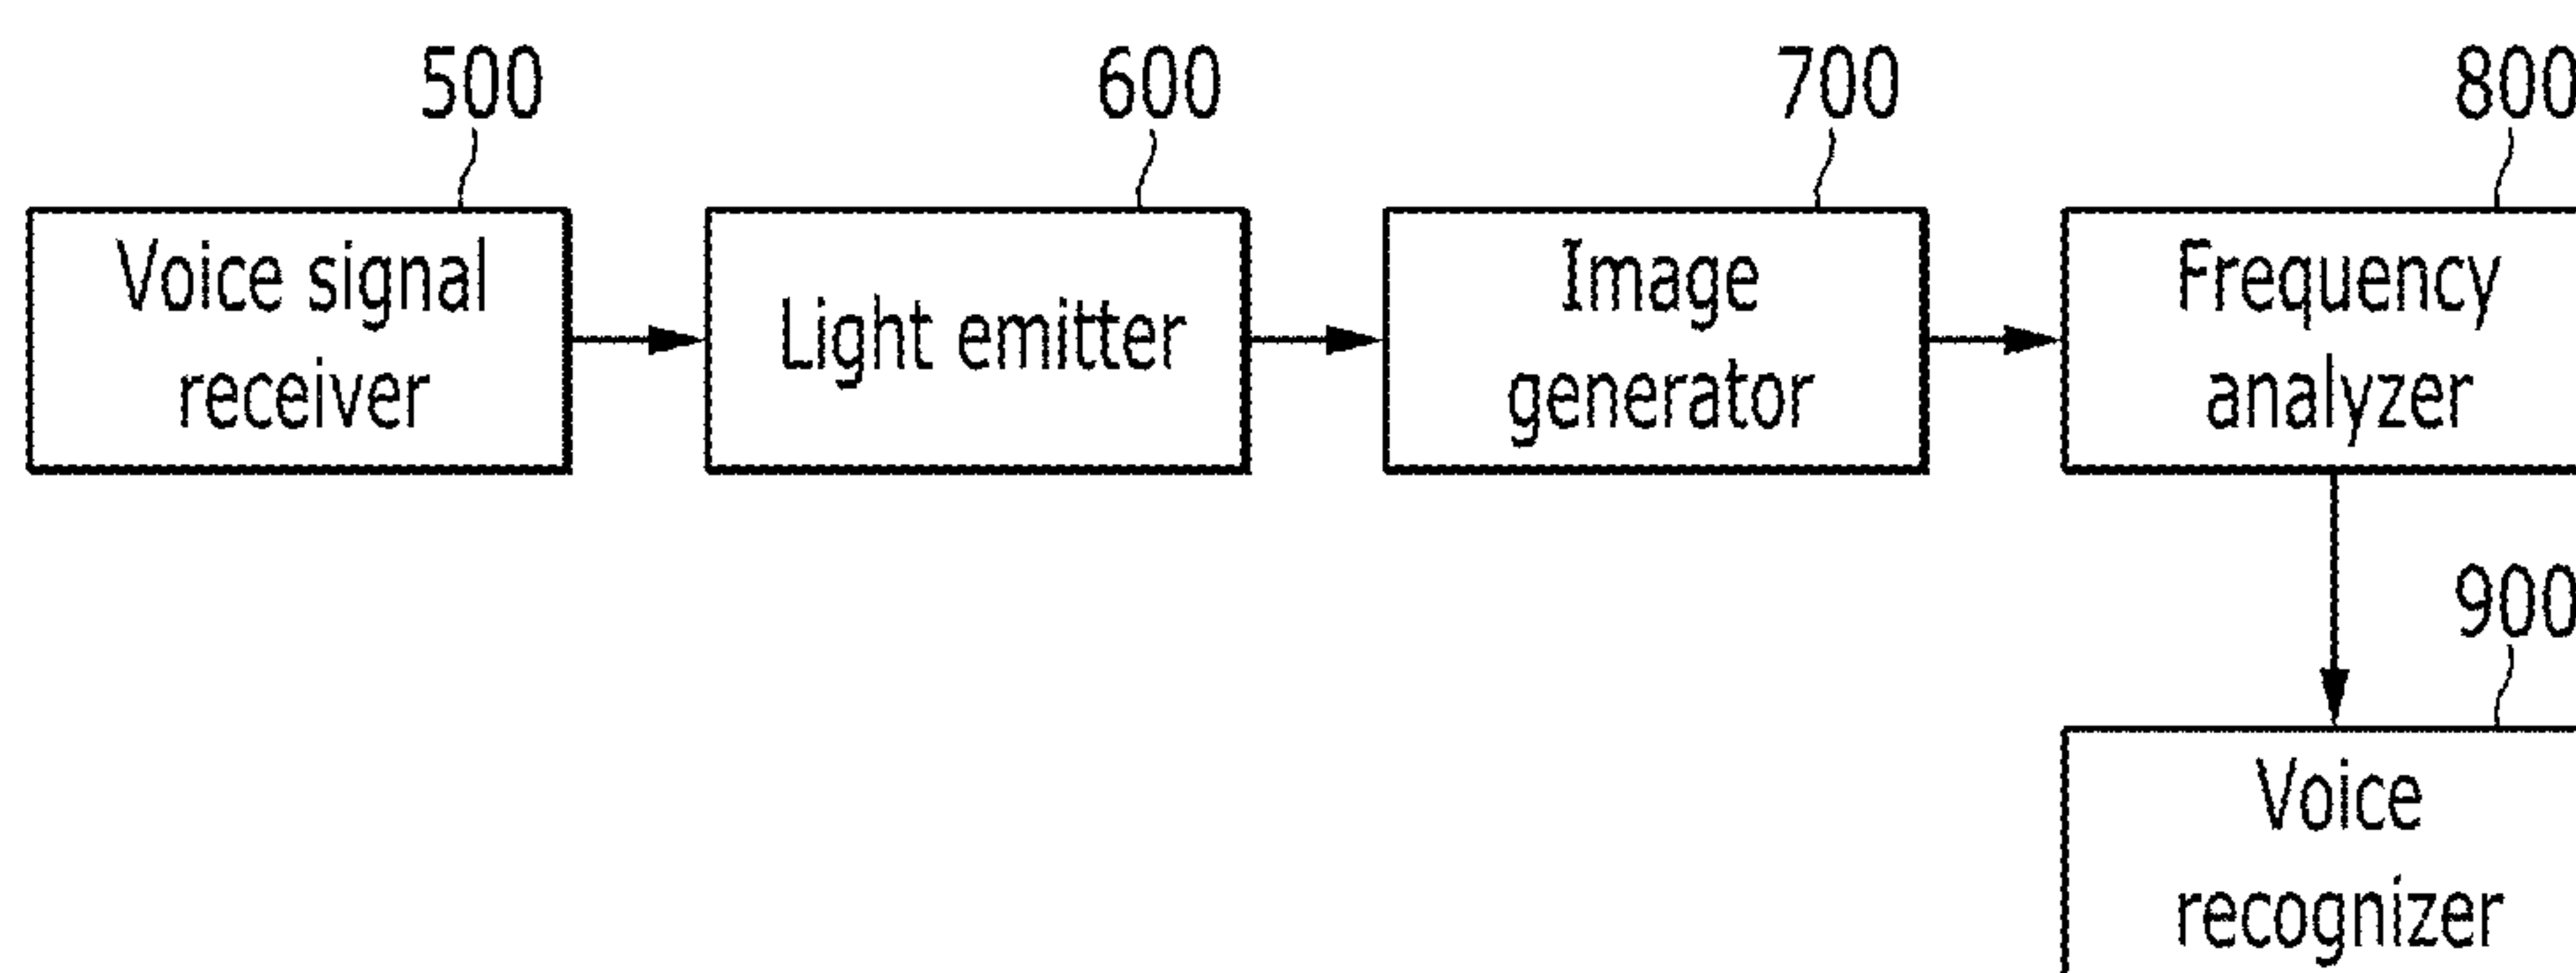 500
600
700
800
Voice signal
receiver
Light emitter
Image
generator
Frequency
analyzer
900
Voice
recognizer